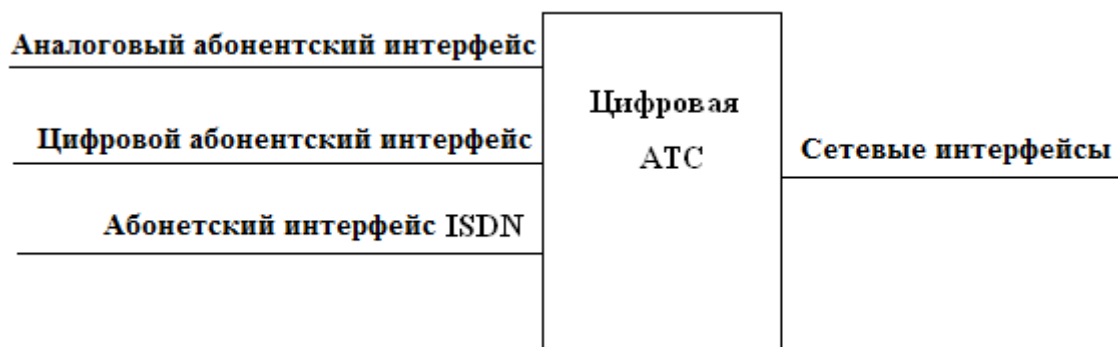 Аналоговый абонентский интерфейс
Цифровой абонентский интерфейс
Абонетский интерфейс ISDN
Цифровая
АТС
Сетевые интерфейсы